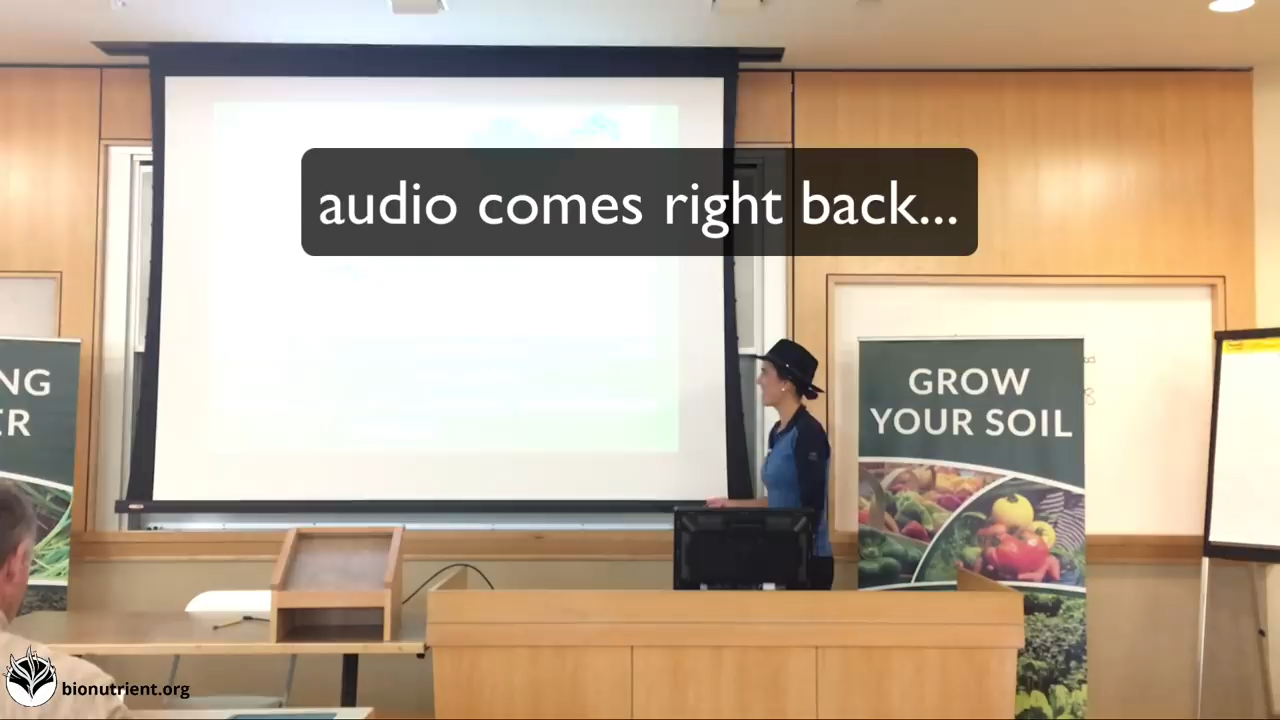 audio comes right back...
NG
ER
GROW
YOUR SOIL
bionutrient.org